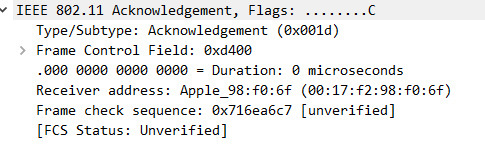 IEEE 802.11 Acknowledgement, Flags: ........C
Type/Subtype: Acknowledgement (0x001d)
Frame Control Field: 0xd400
.000 0000 0000 0000 = Duration: 0 microseconds
Receiver address: Apple_98:f0:6f (00:17:f2:98:f0:6f)
Frame check sequence: 0x716ea6c7 [unverified]
[FCS Status: Unverified]